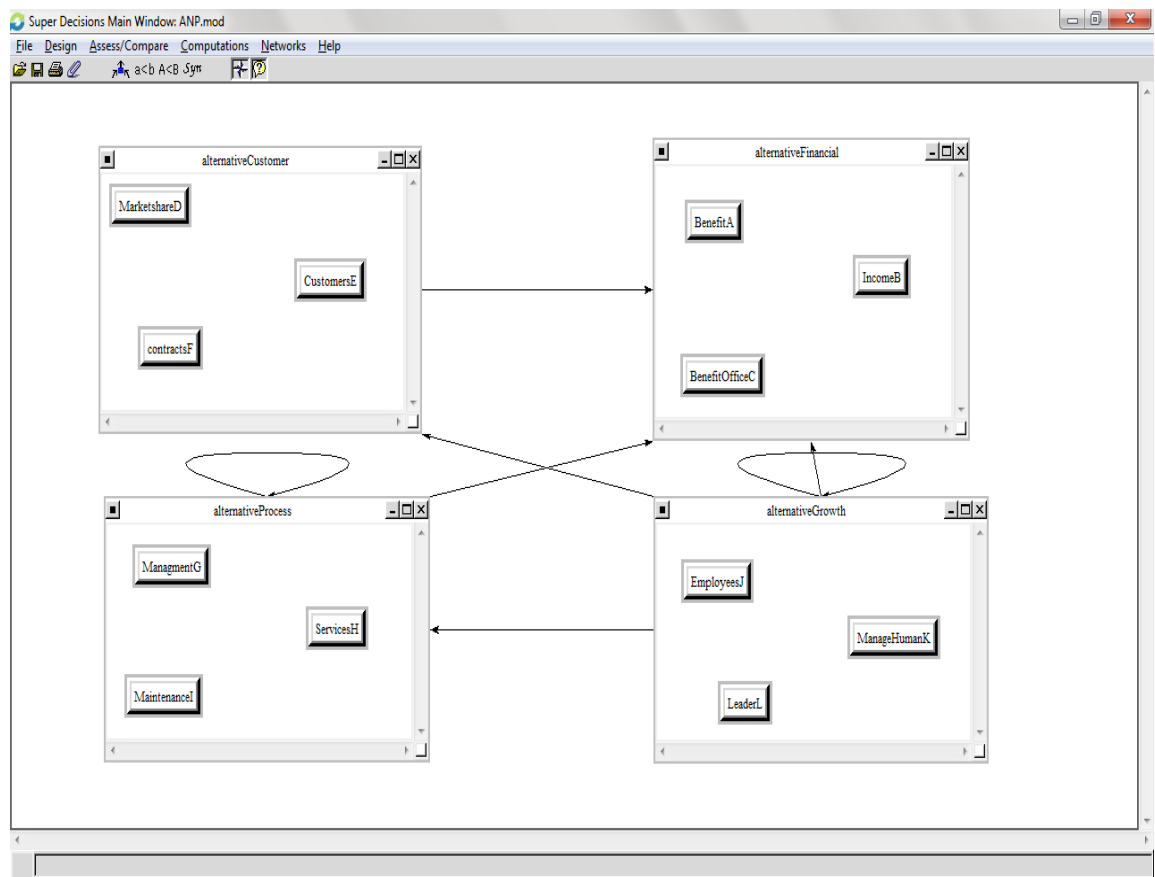 Super Decisions Main Window: ANP.mod
File Design Assess/Compare Computations Networks Help
a<b A<B Syn
alternativeCustomer
MarketshareD
CustomersE
contractsF
alternativeFinancial
BenefitA
IncomeB
BenefitOfficeC
alternativeProcess
ManagmentG
ServicesH
MaintenanceI
alternativeGrowth
EmployeesJ
ManageHumanK
LeaderL